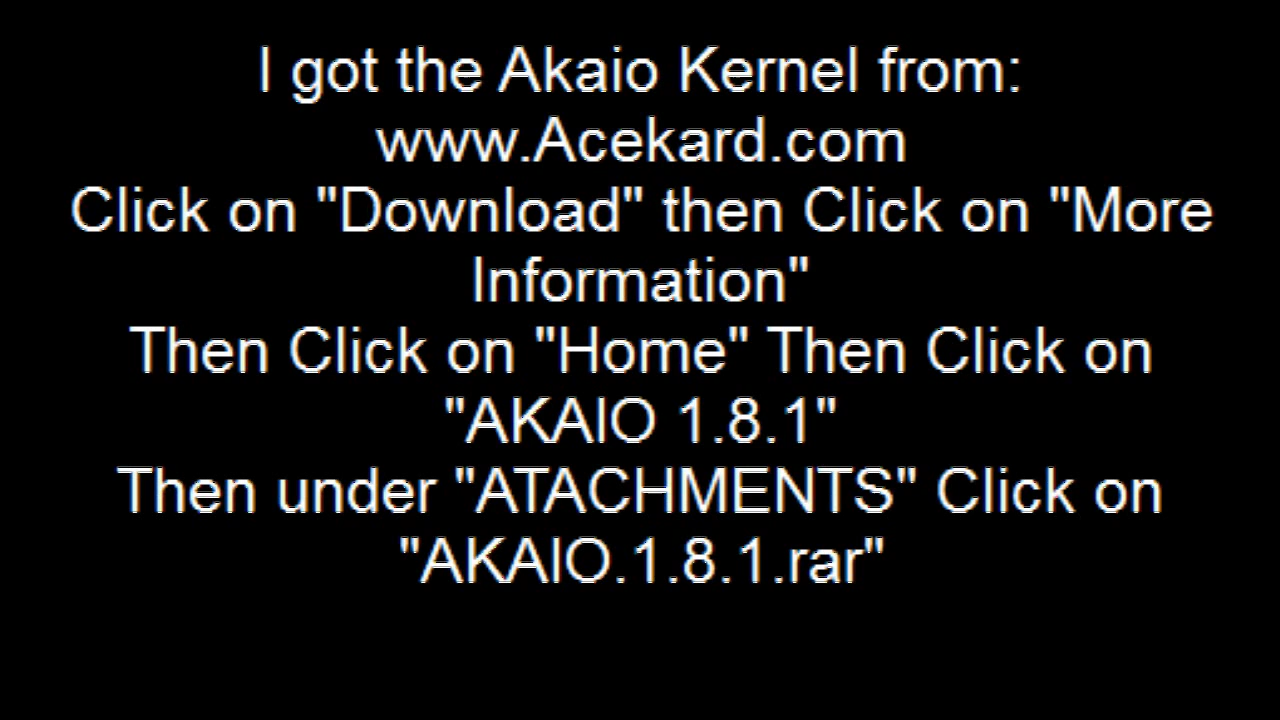 I got the Akaio Kernel from:
www.Acekard.com
Click on "Download" then Click on "More
Information"
Then Click on "Home" Then Click on
"AKAIO 1.8.1"
Then under "ATACHMENTS" Click on
"AKAIO.1.8.1.rar"